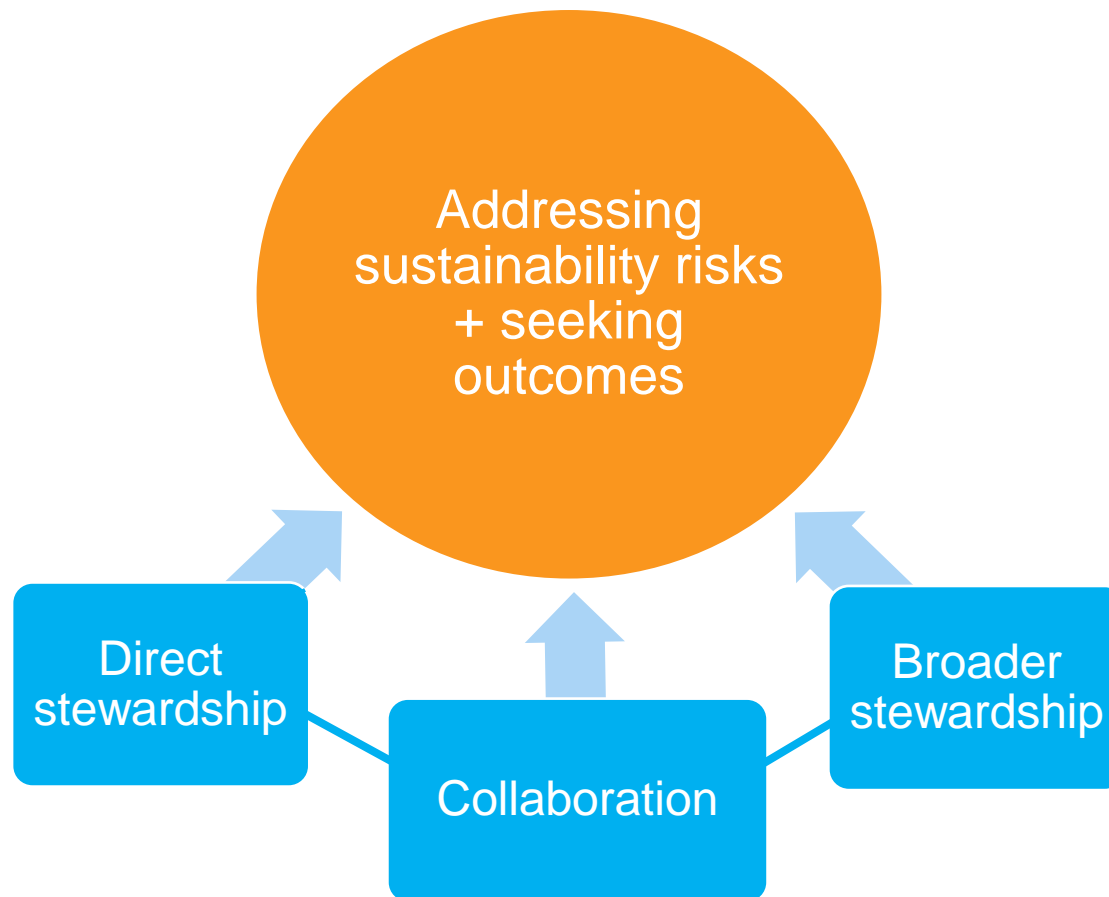 Addressing
sustainability risks
+ seeking
outcomes
Direct
stewardship
Collaboration
Broader
stewardship